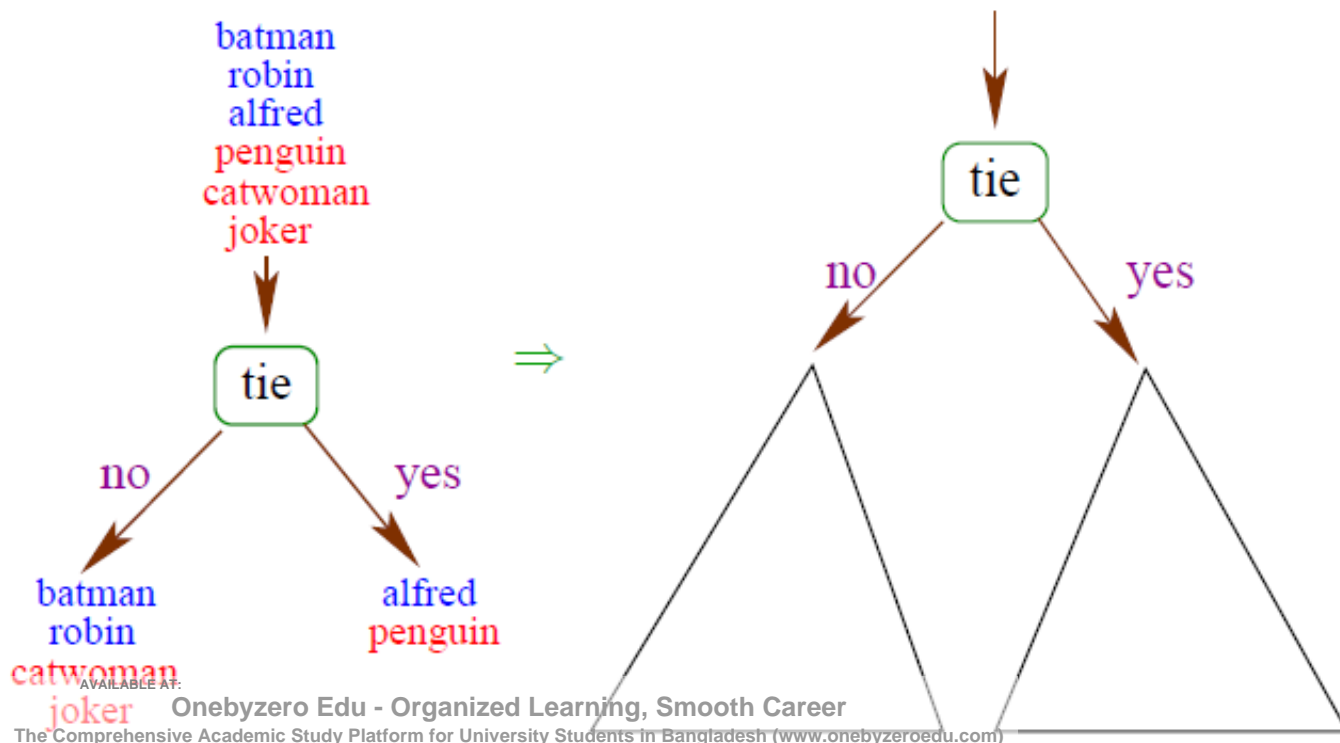 batman
robin
alfred
penguin
catwoman
joker
tie
no
yes
batman
robin
catwoman
joker
alfred
penguin
⇒
tie
no
yes
AVAILABLE AT:
Onebyzero Edu - Organized Learning, Smooth Career
The Comprehensive Academic Study Platform for University Students in Bangladesh (www.onebyzeroedu.com)